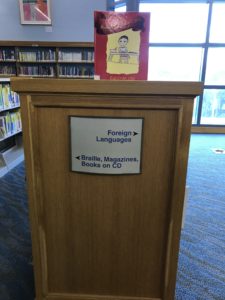 Foreign
Languages
Braille, Magazines,
Books on CD